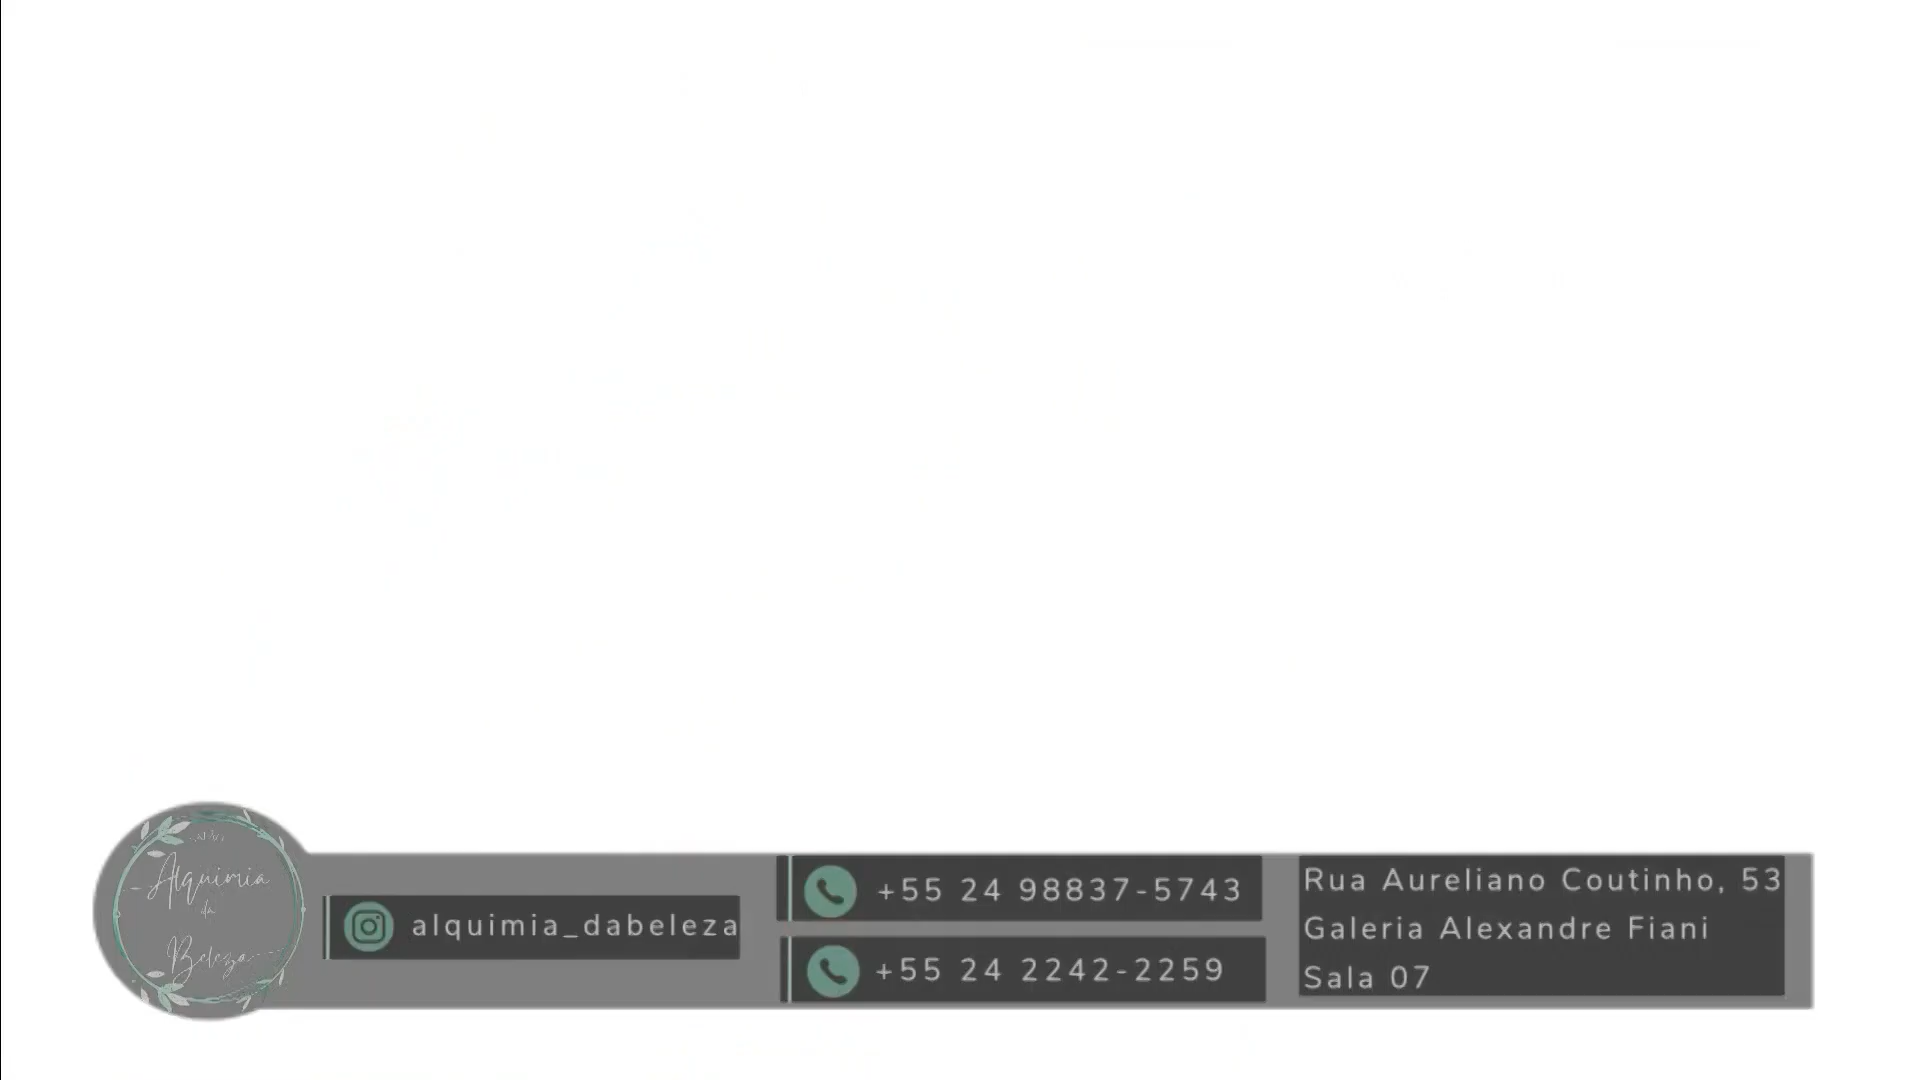 Alquimia
da
Beleza
alquimia_dabeleza
+55 24 98837-5743
+55 24 2242-2259
Rua Aureliano Coutinho, 53
Galeria Alexandre Fiani
Sala 07